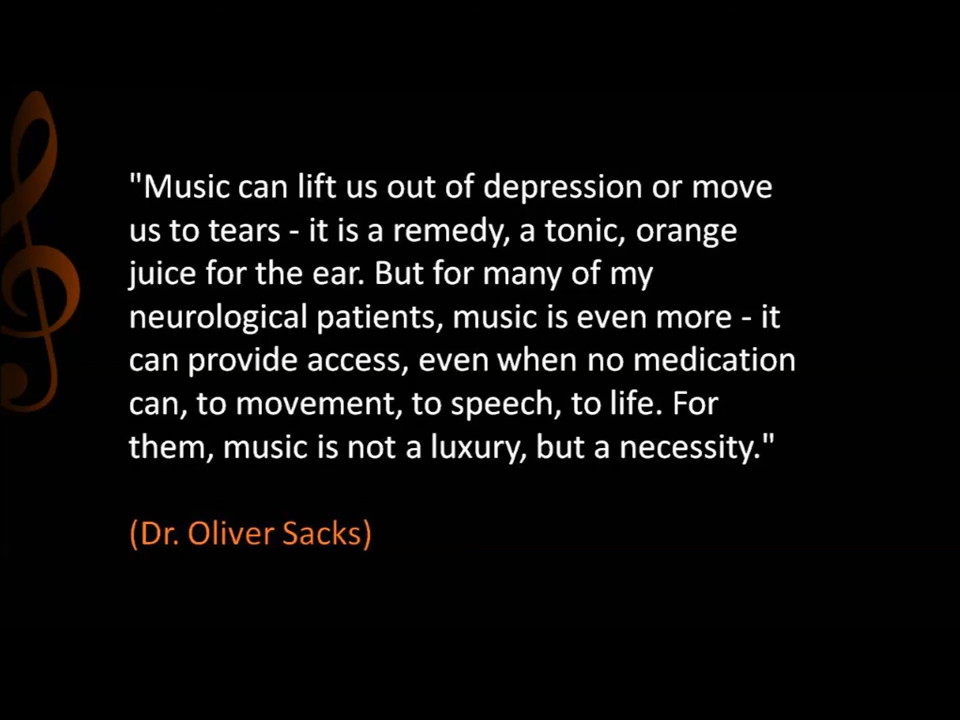 "Music can lift us out of depression or move
us to tears - it is a remedy, a tonic, orange
juice for the ear. But for many of my
neurological patients, music is even more - it
can provide access, even when no medication
can, to movement, to speech, to life. For
them, music is not a luxury, but a necessity."
(Dr. Oliver Sacks)